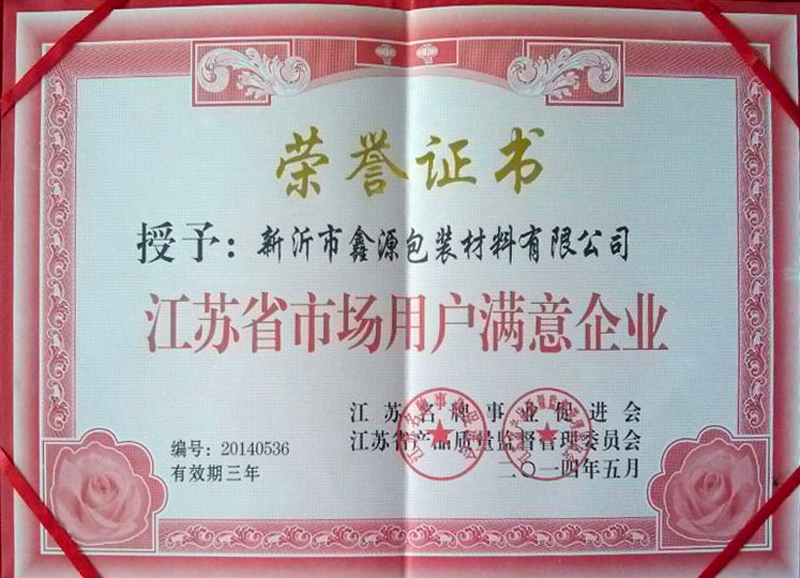 荣誉证书
授予：新沂市鑫源包装材料有限公司
江苏省市场用户满意企业
江苏名牌事业促进会
江苏省产品质量监督管理委员会
二〇一四年五月
编号：20140536
有效期三年